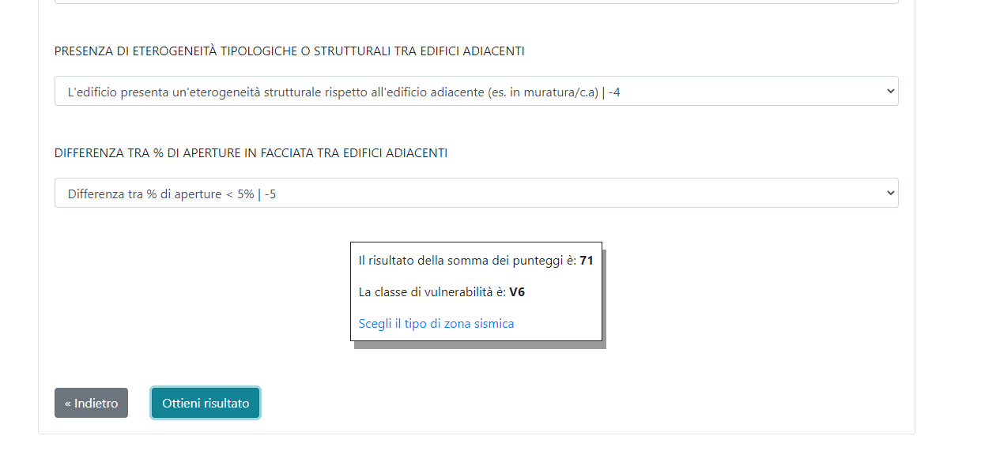 PRESENZA DI ETEROGENEITÀ TIPOLOGICHE O STRUTTURALI TRA EDIFICI ADIACENTI
L'edificio presenta un'eterogeneità strutturale rispetto all'edificio adiacente (es. in muratura/c.a) | -4
DIFFERENZA TRA % DI APERTURE IN FACCIATA TRA EDIFICI ADIACENTI
Differenza tra % di aperture < 5% | -5
Il risultato della somma dei punteggi è: 71
La classe di vulnerabilità è: V6
Scegli il tipo di zona sismica
« Indietro
Ottieni risultato